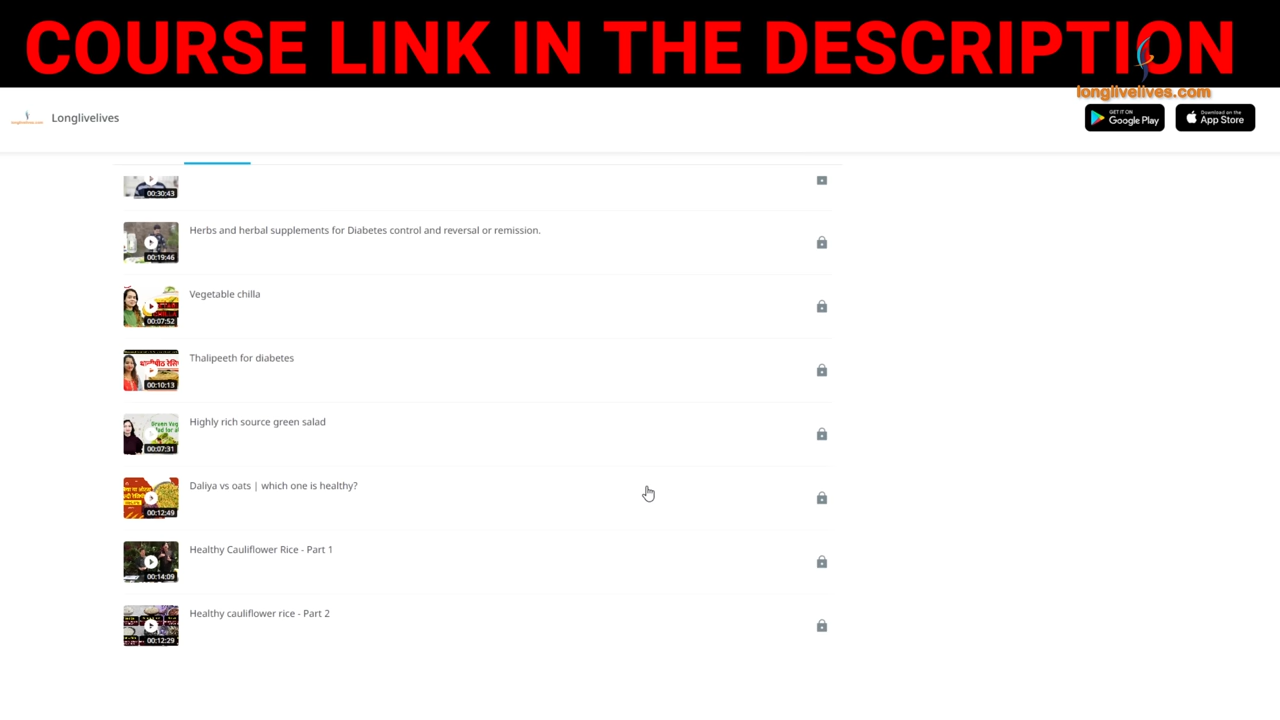 COURSE LINK IN THE DESCRIPTION
longlivelives.com
Longlivelives
GET IT ON
Google Play
Download on the
App Store
00:30:43
Herbs and herbal supplements for Diabetes control and reversal or remission.
00:19:46
Vegetable chilla
00:07:52
Thalipeeth for diabetes
00:10:13
Highly rich source green salad
00:07:31
Daliya vs oats | which one is healthy?
00:12:49
Healthy Cauliflower Rice - Part 1
00:14:09
Healthy cauliflower rice - Part 2
00:12:29